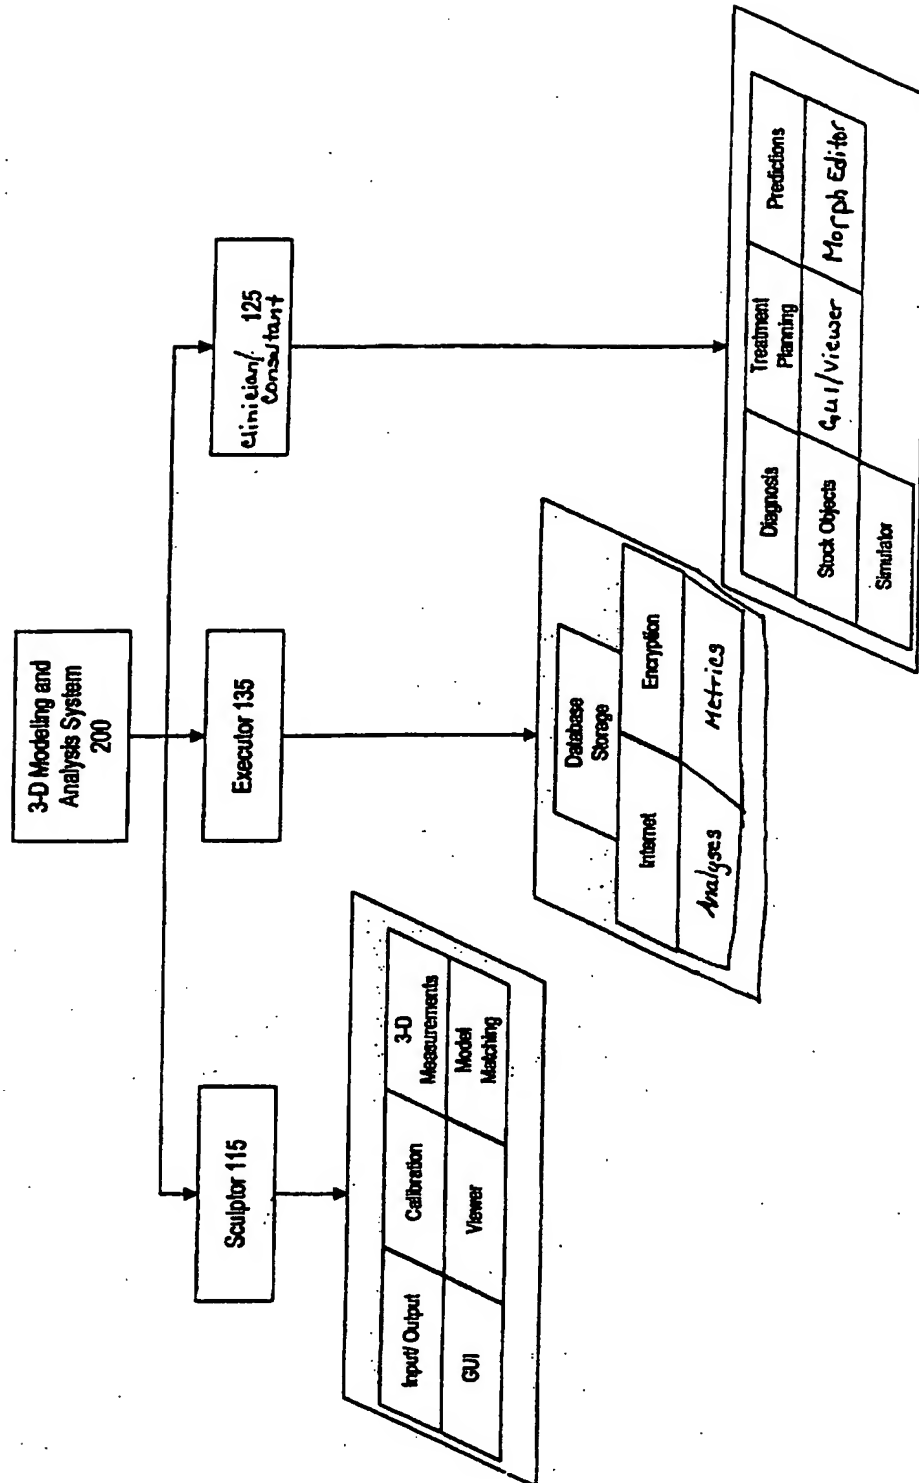 3-D Modeling and
Analysis System
200
Sculptor 115
Executor 135
clinician/ 125
Consultant
Input/ Output
Calibration
3-D
Measurements
GUI
Viewer
Model
Matching
Database
Storage
Internet
Encryption
Analyses
Metrics
Diagnosis
Treatment
Planning
Predictions
Stock Objects
GUI/Viewer
Morph Editor
Simulator